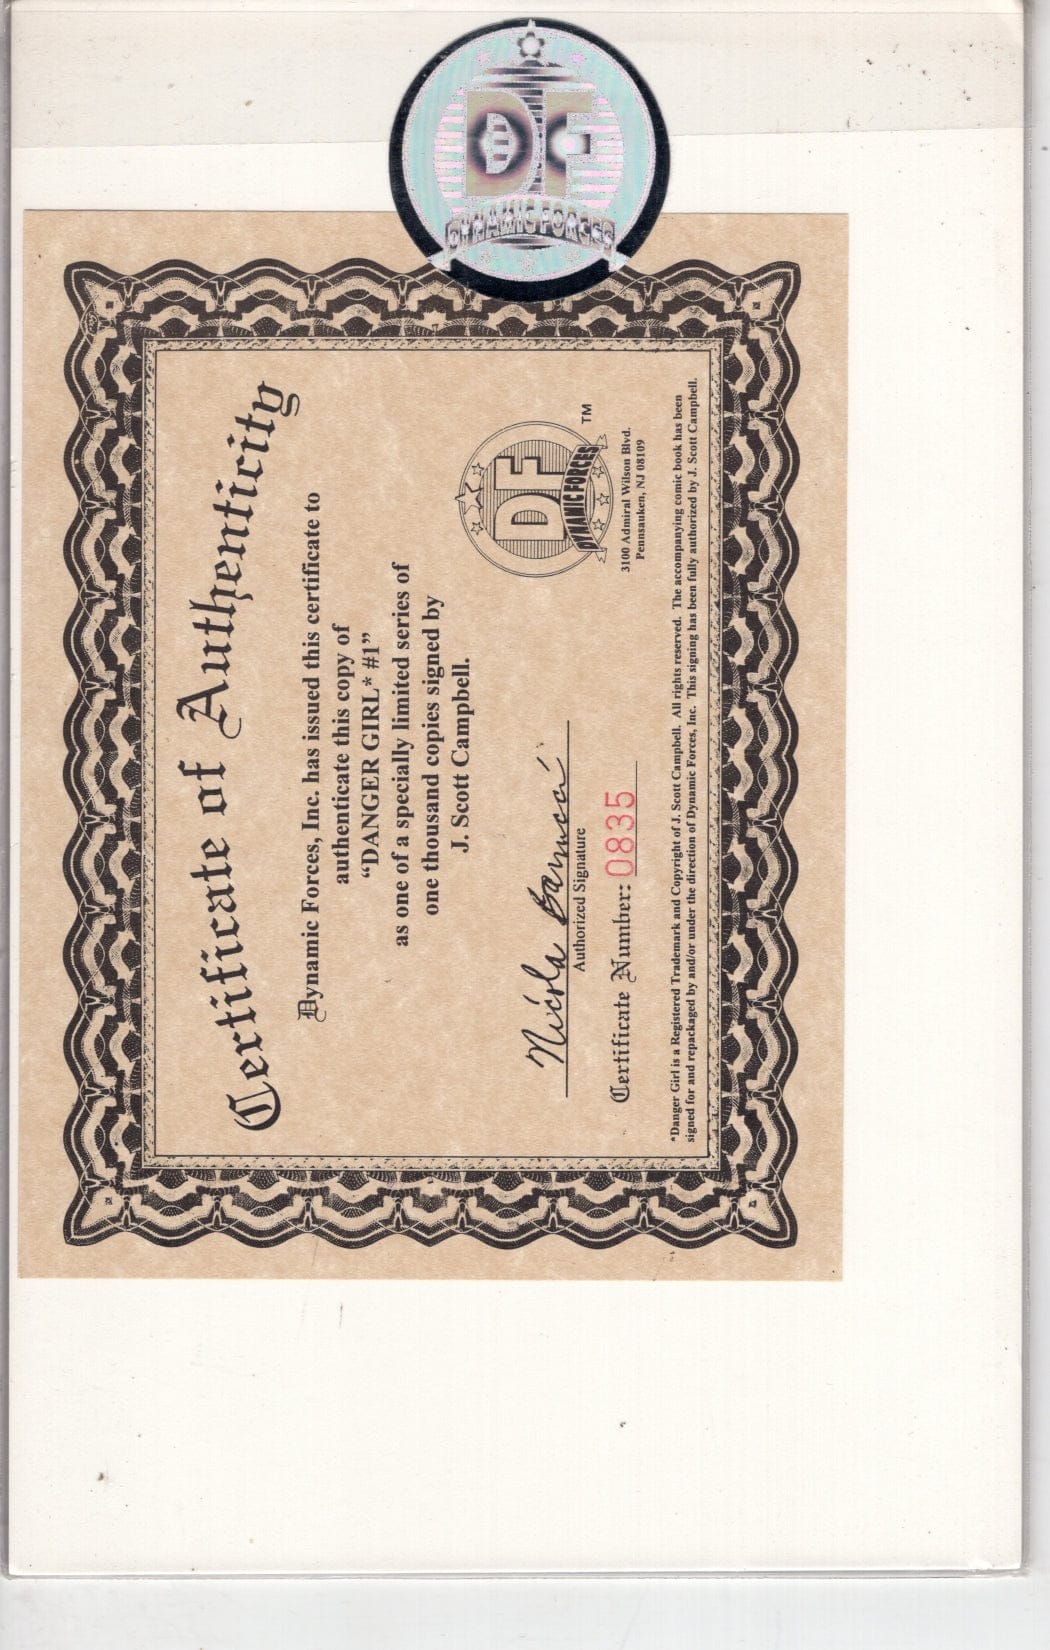 DF
DYNAMIC FORCES
Certificate of Authenticity
Dynamic Forces, Inc. has issued this certificate to
authenticate this copy of
“DANGER GIRL* #1”
as one of a specially limited series of
one thousand copies signed by
J. Scott Campbell.
Nicola
Authorized Signature
Certificate Number: 0835
DF
DYNAMIC FORCES
TM
3100 Admiral Wilson Blvd.
Pennsauken, NJ 08109
*Danger Girl is a Registered Trademark and Copyright of J. Scott Campbell. All rights reserved. The accompanying comic book has been
signed for and repackaged by and/or under the direction of Dynamic Forces, Inc. This signing has been fully authorized by J. Scott Campbell.